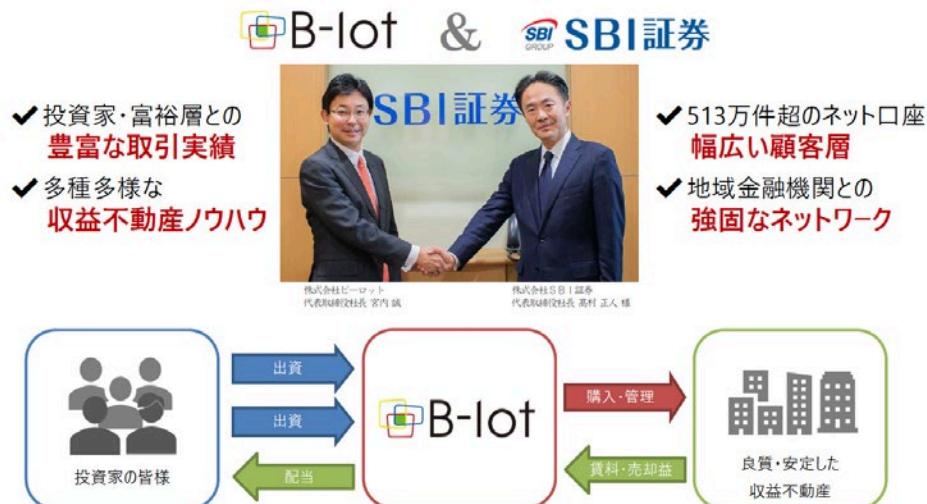 B-lot & SBI GROUP SBI証券
✔投資家・富裕層との
豊富な取引実績
✔多種多様な
収益不動産ノウハウ
SBI証券
✔513万件超のネット口座
幅広い顧客層
✔地域金融機関との
強固なネットワーク
株式会社ビーロット
代表取締役社長 宮内 誠
株式会社SBI証券
代表取締役社長 髙村 正人 様
出資
出資
配当
投資家の皆様
B-lot
購入・管理
賃料・売却益
良質・安定した
収益不動産